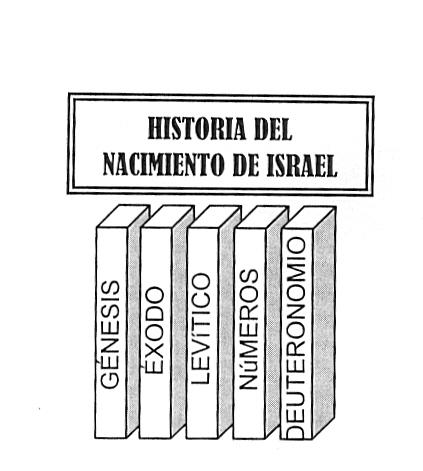 HISTORIA DEL
NACIMIENTO DE ISRAEL
GÉNESIS
ÉXODO
LEVíTICO
NúMEROS
DEUTERONOMIO